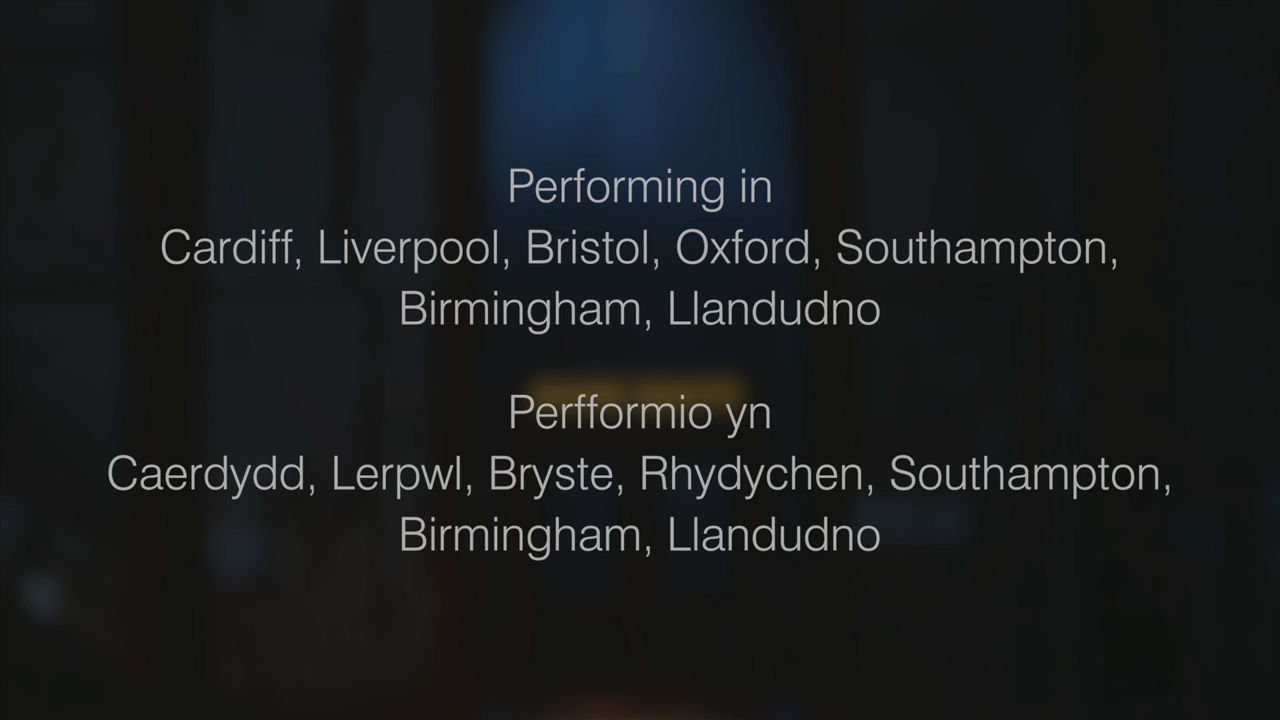 Performing in
Cardiff, Liverpool, Bristol, Oxford, Southampton,
Birmingham, Llandudno
Perfformio yn
Caerdydd, Lerpwl, Bryste, Rhydychen, Southampton,
Birmingham, Llandudno